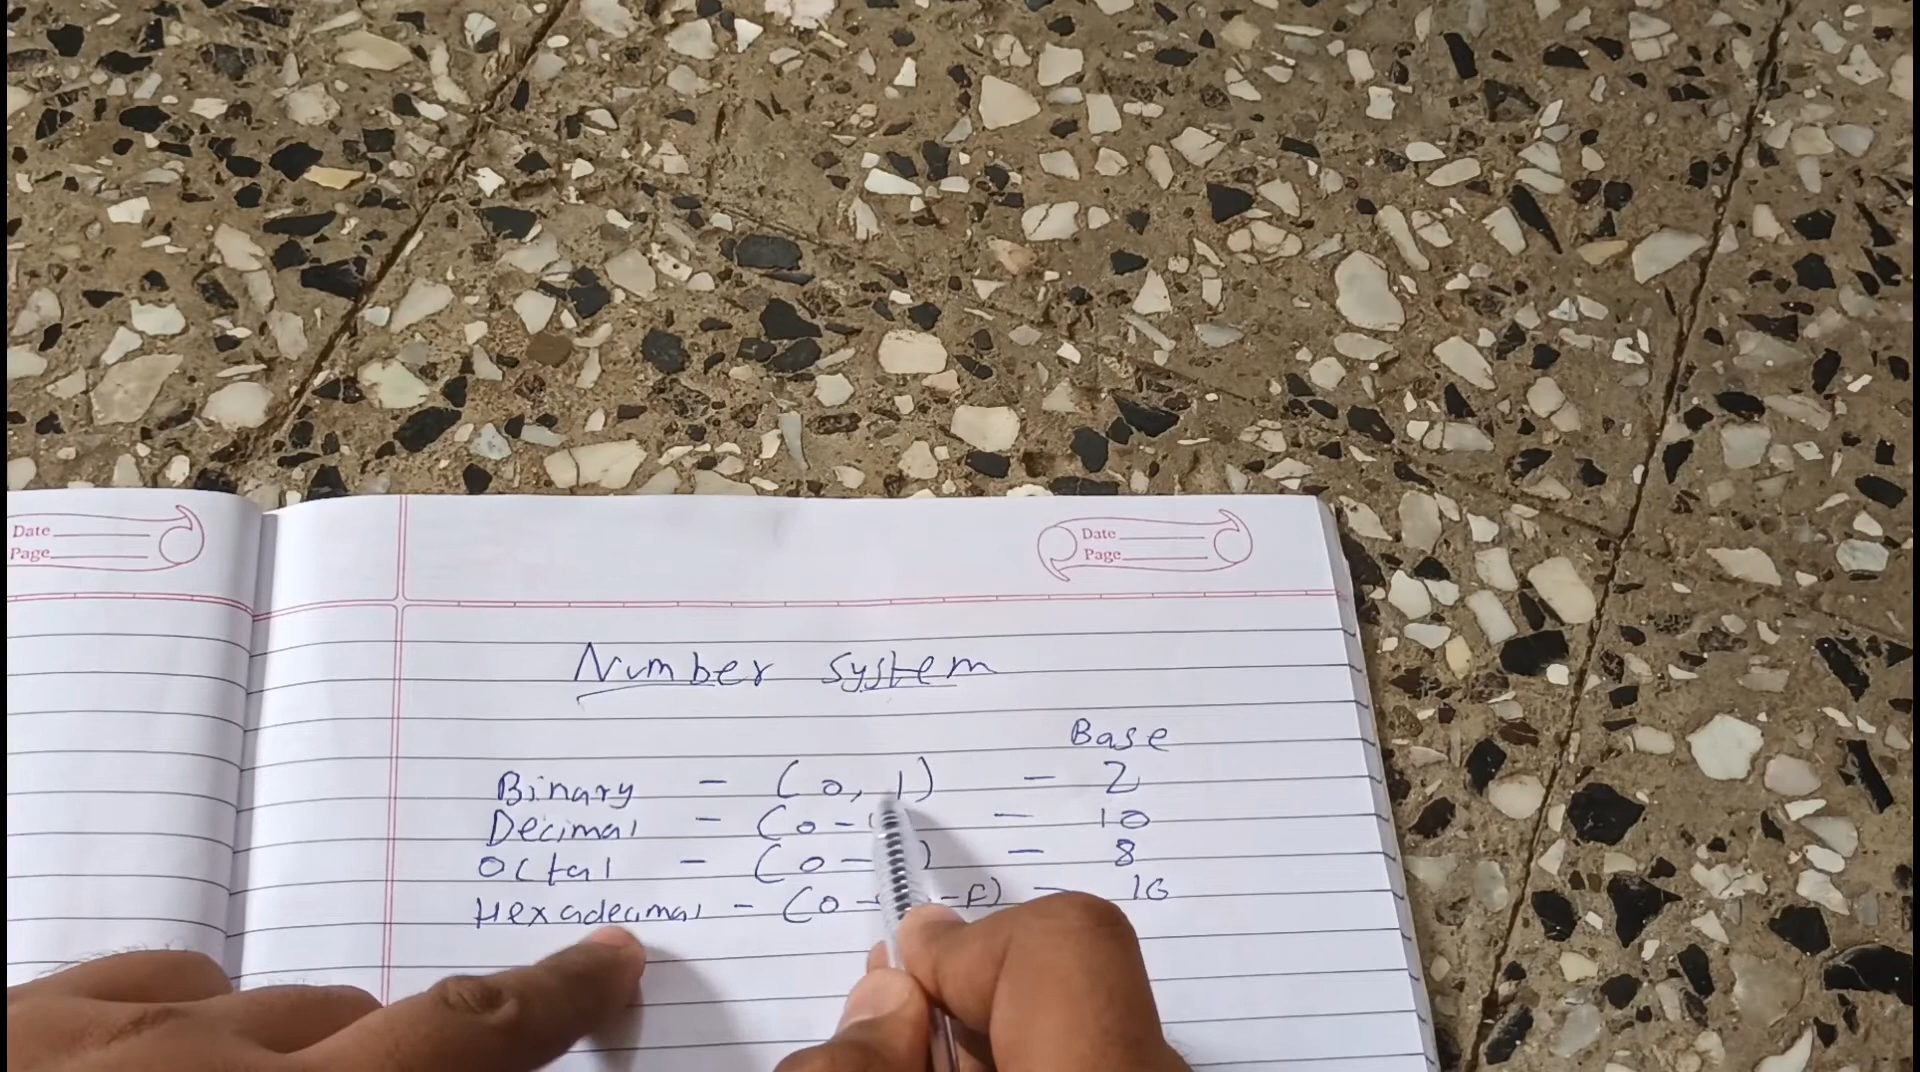 Date
Page
Date
Page
Number system
Base
Binary - (0, 1) - 2
Decimal - (0 - - 10
Octal - (0 - ) - 8
Hexadecimal - (0 - - F) - 16